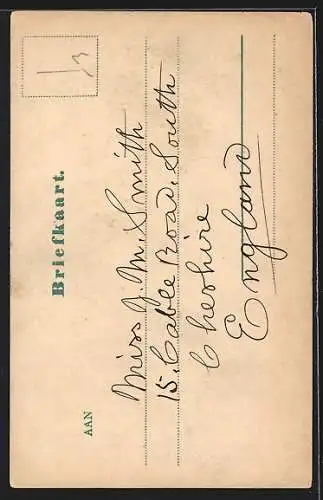 Briefkaart.
AAN
Miss J. M. Smith
15, Cable Road, South
Cheshire
England